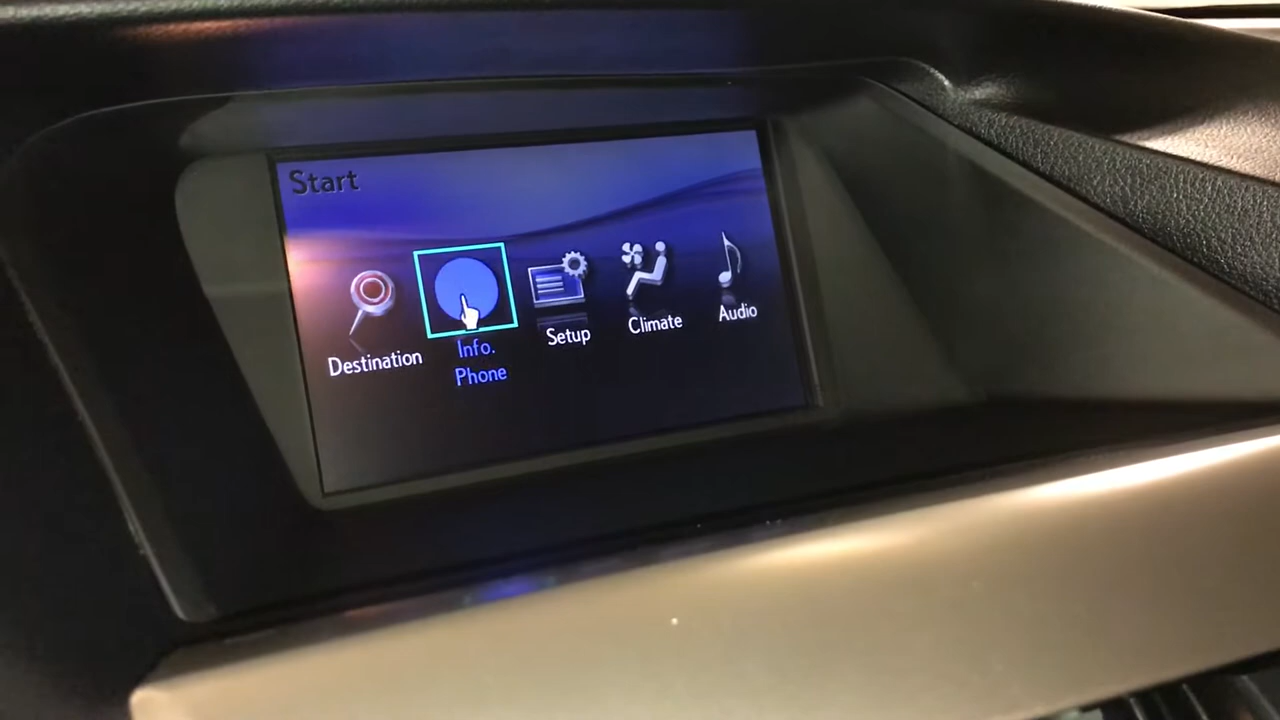 Start
Destination
Info.
Phone
Setup
Climate
Audio